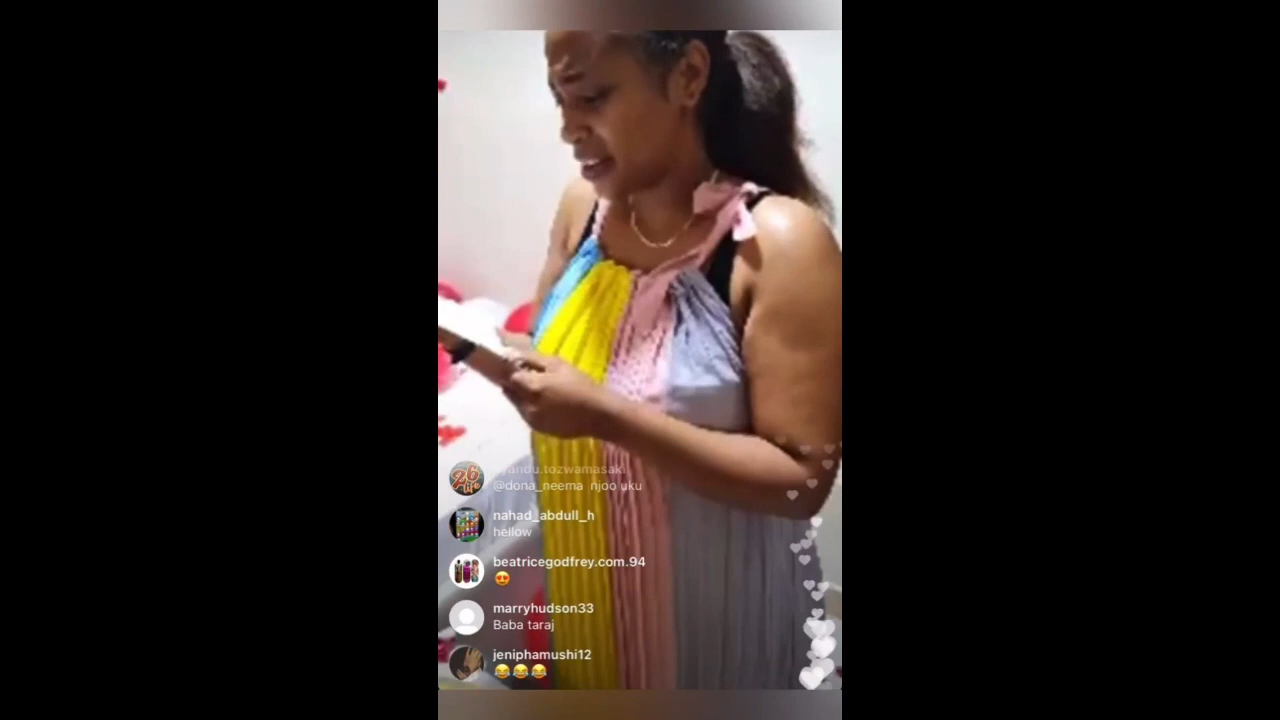 @dona_neema njoo uku
nahad_abdull_h
hellow
beatricegodfrey.com.94
😍
marryhudson33
Baba taraj
jeniphamushi12
😂😂😂